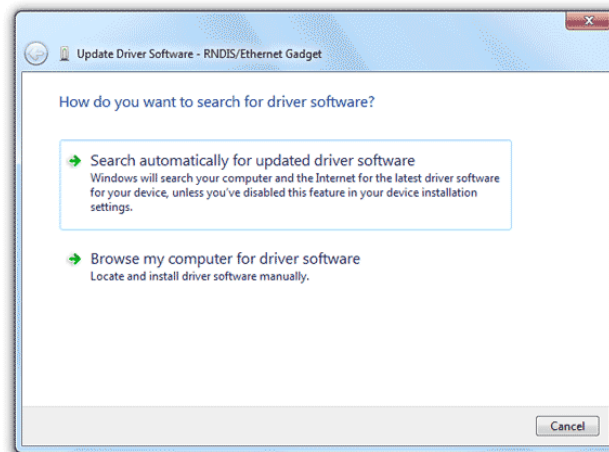 Update Driver Software - RNDIS/Ethernet Gadget
How do you want to search for driver software?
Search automatically for updated driver software
Windows will search your computer and the Internet for the latest driver software
for your device, unless you've disabled this feature in your device installation
settings.
Browse my computer for driver software
Locate and install driver software manually.
Cancel